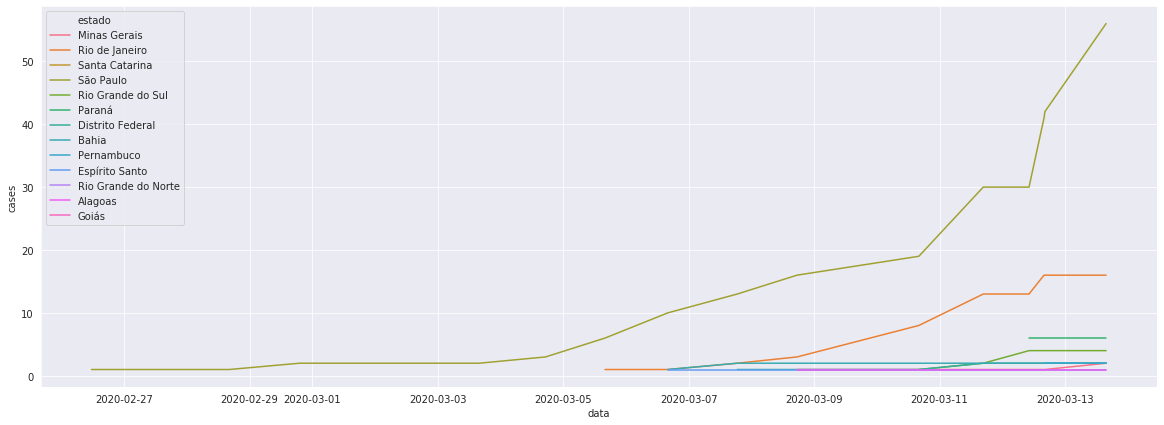 estado
Minas Gerais
Rio de Janeiro
Santa Catarina
São Paulo
Rio Grande do Sul
Paraná
Distrito Federal
Bahia
Pernambuco
Espírito Santo
Rio Grande do Norte
Alagoas
Goiás
50
40
30
20
10
0
cases
2020-02-27 2020-02-29 2020-03-01 2020-03-03 2020-03-05 2020-03-07 2020-03-09 2020-03-11 2020-03-13
data